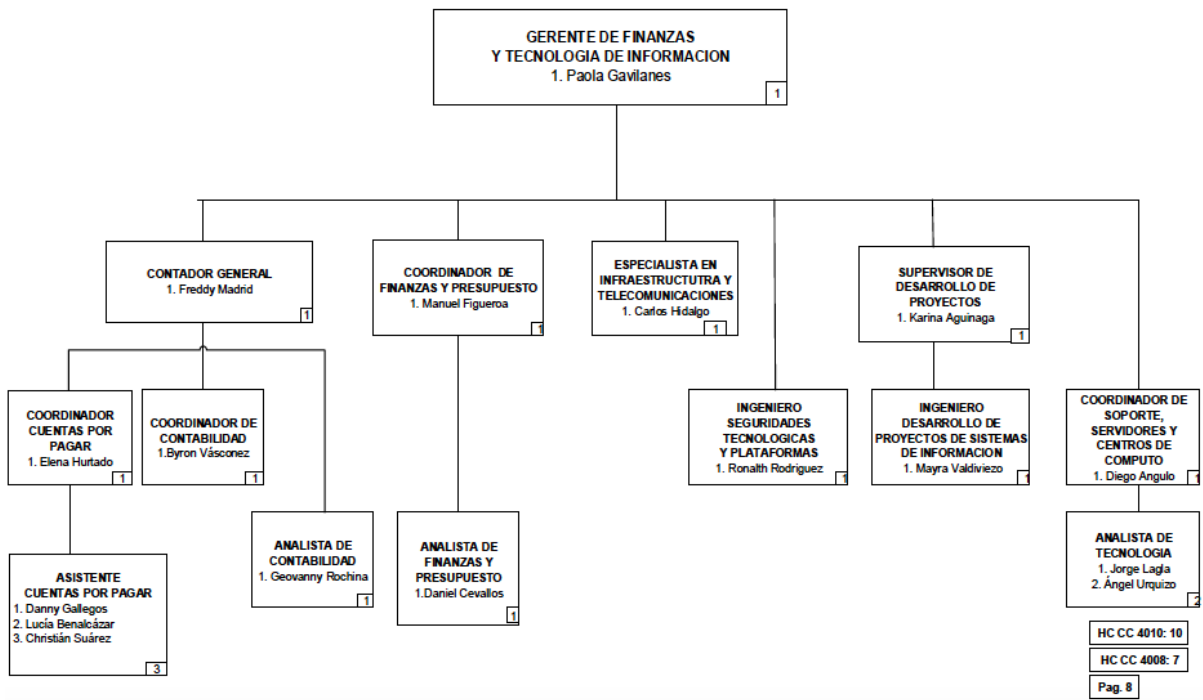 GERENTE DE FINANZAS
Y TECNOLOGIA DE INFORMACION
1. Paola Gavilanes
1
CONTADOR GENERAL
1. Freddy Madrid
1
COORDINADOR DE
FINANZAS Y PRESUPUESTO
1. Manuel Figueroa
1
ESPECIALISTA EN
INFRAESTRUCTUTRA Y
TELECOMUNICACIONES
1. Carlos Hidalgo
1
SUPERVISOR DE
DESARROLLO DE
PROYECTOS
1. Karina Aguinaga
1
COORDINADOR
CUENTAS POR
PAGAR
1. Elena Hurtado
1
COORDINADOR DE
CONTABILIDAD
1.Byron Vásconez
1
INGENIERO
SEGURIDADES
TECNOLOGICAS
Y PLATAFORMAS
1. Ronalth Rodriguez
1
INGENIERO
DESARROLLO DE
PROYECTOS DE SISTEMAS
DE INFORMACION
1. Mayra Valdiviezo
1
COORDINADOR DE
SOPORTE,
SERVIDORES Y
CENTROS DE
COMPUTO
1. Diego Angulo
1
ANALISTA DE
CONTABILIDAD
1. Geovanny Rochina
1
ANALISTA DE
FINANZAS Y
PRESUPUESTO
1.Daniel Cevallos
1
ANALISTA DE
TECNOLOGIA
1. Jorge Lagla
2. Ángel Urquizo
2
ASISTENTE
CUENTAS POR PAGAR
1. Danny Gallegos
2. Lucía Benalcázar
3. Christián Suárez
3
HC CC 4010: 10
HC CC 4008: 7
Pag. 8